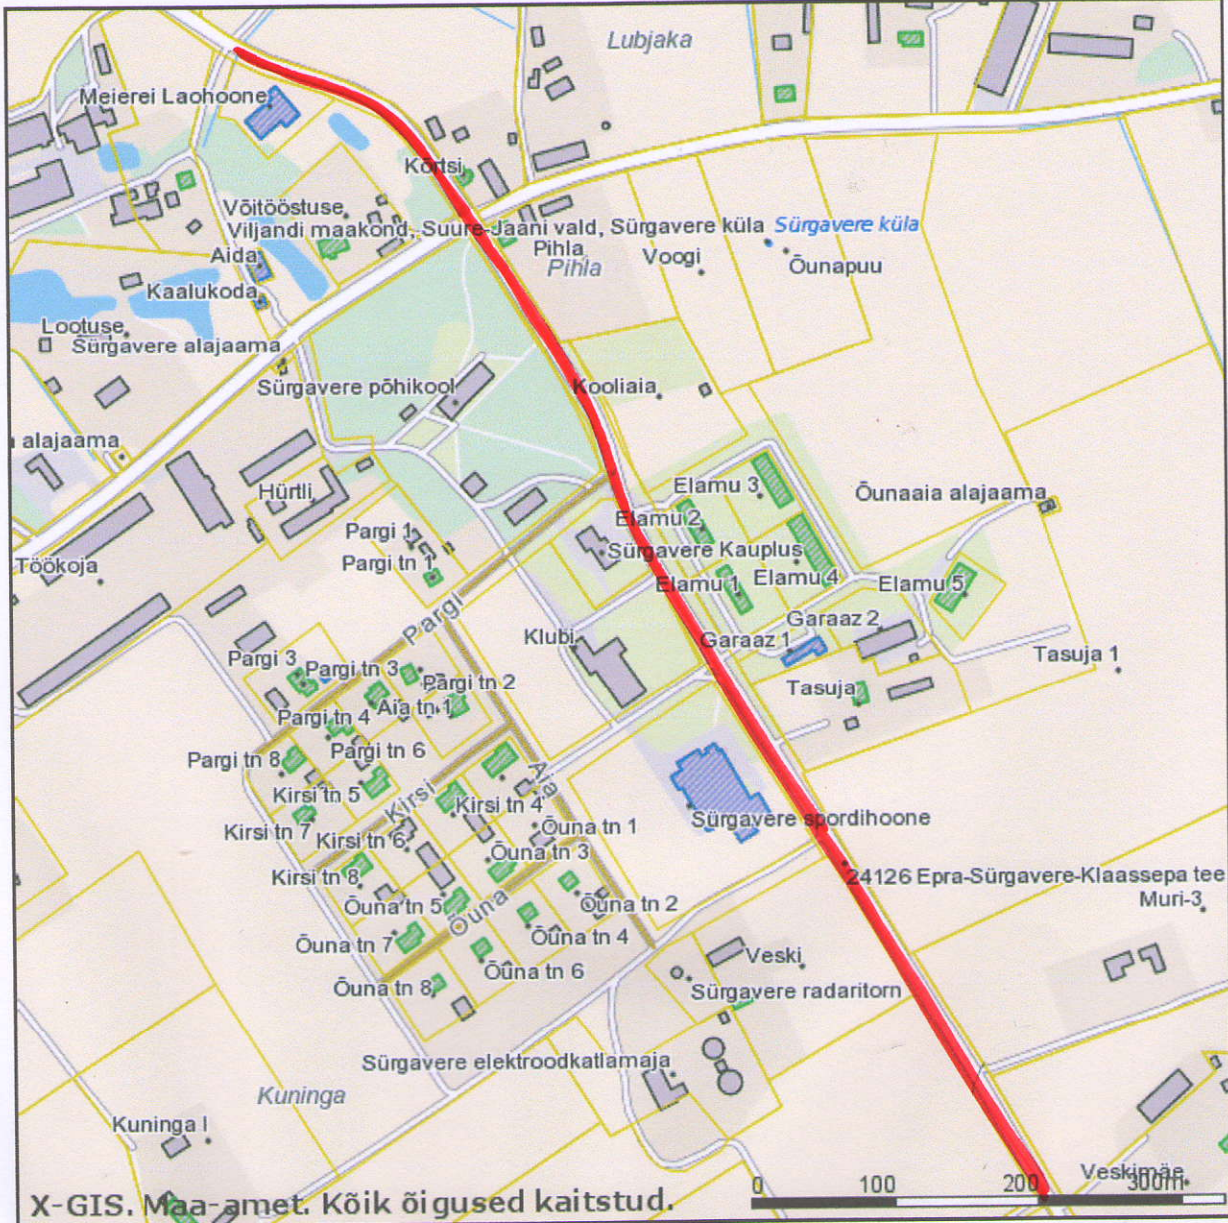 Lubjaka
Meierei Laohoone
Kõrtsi
Võitööstuse
Viljandi maakond, Suure-Jaani vald, Sürgavere küla
Sürgavere küla
Aida
Pihla
Pihla
Voogi
Õunapuu
Kaalukoda
Lootuse
Sürgavere alajaama
Sürgavere põhikool
Kooliaia
alajaama
Hürtli
Elamu 3
Õunaaia alajaama
Elamu 2
Pargi 1
Sürgavere Kauplus
Töökoja
Pargi tn 1
Elamu 1
Elamu 4
Elamu 5
Pargi
Klubi
Garaaz 2
Garaaz 1
Pargi 3
Pargi tn 3
Pargi tn 2
Tasuja 1
Tasuja
Aia tn 1
Pargi tn 4
Pargi tn 6
Pargi tn 8
Aia
Kirsi tn 5
Kirsi
Kirsi tn 4
Kirsi tn 7
Kirsi tn 6
Õuna tn 1
Sürgavere spordihoone
Õuna tn 3
Kirsi tn 8
24126 Epra-Sürgavere-Klaassepa tee
Muri-3
Õuna tn 5
Õuna
Õuna tn 2
Õuna tn 7
Õuna tn 4
Õuna tn 6
Veski
Õuna tn 8
Sürgavere radaritorn
Sürgavere elektroodkatlamaja
Kuninga
Kuninga I
Veskimäe
0 100 200 300m
X-GIS. Maa-amet. Kõik õigused kaitstud.